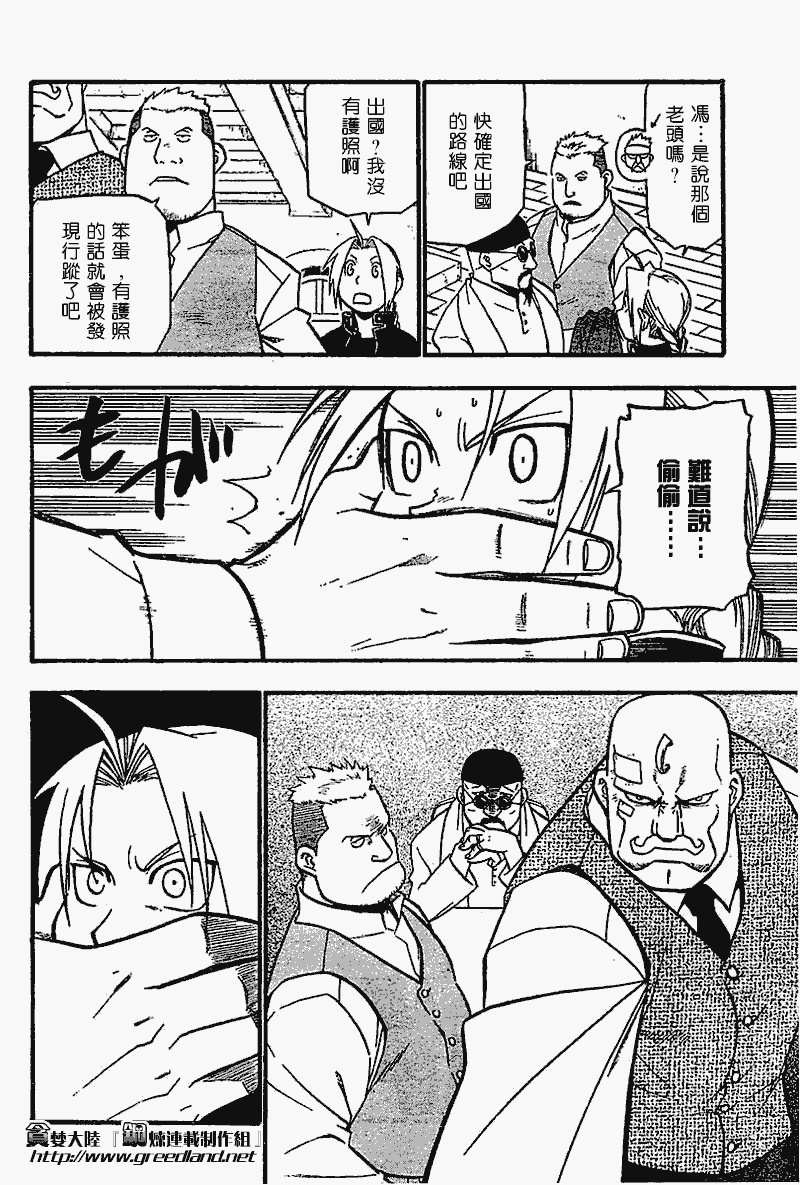 馮…是說那個
老頭嗎？
快確定出國
的路線吧
出國？我沒
有護照啊
笨蛋，有護照
的話就會被發
現行蹤了吧
難道說…
偷偷……
もがっ
貪婪大陸『鋼煉連載制作組』
http://www.greedland.net